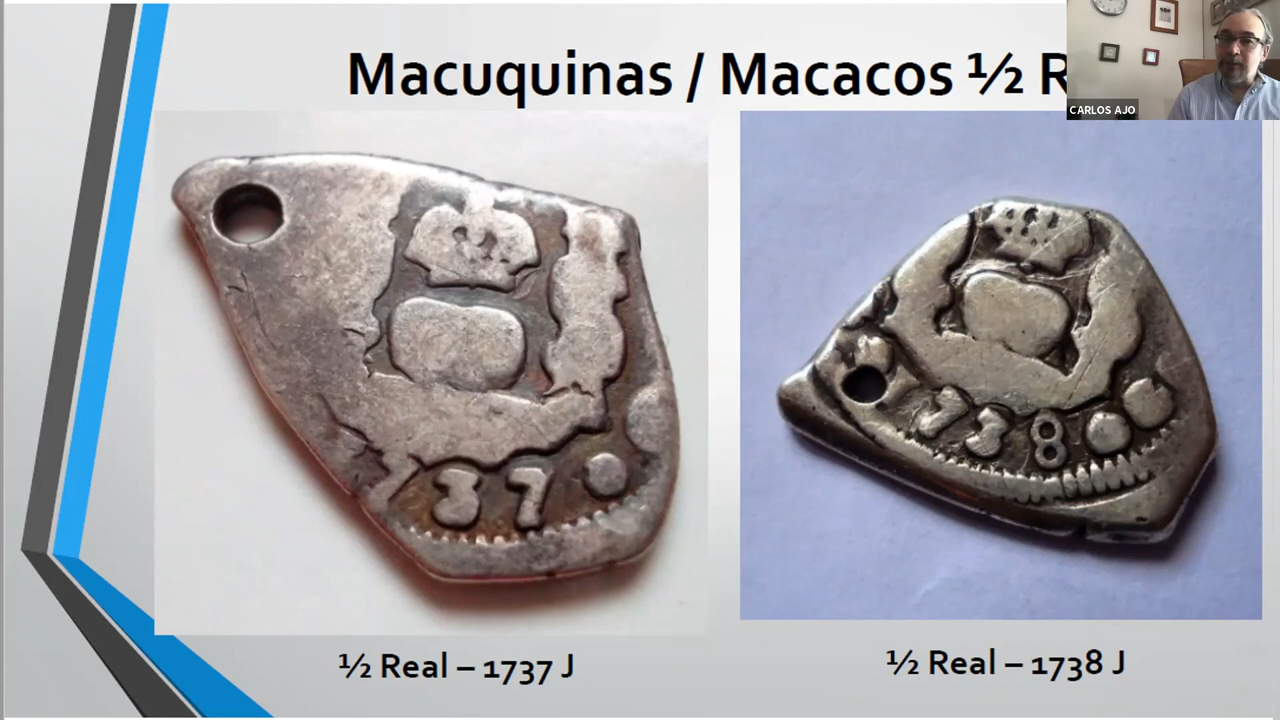 Macuquinas / Macacos ½ R
CARLOS AJO
37
1738
½ Real – 1737 J
½ Real – 1738 J